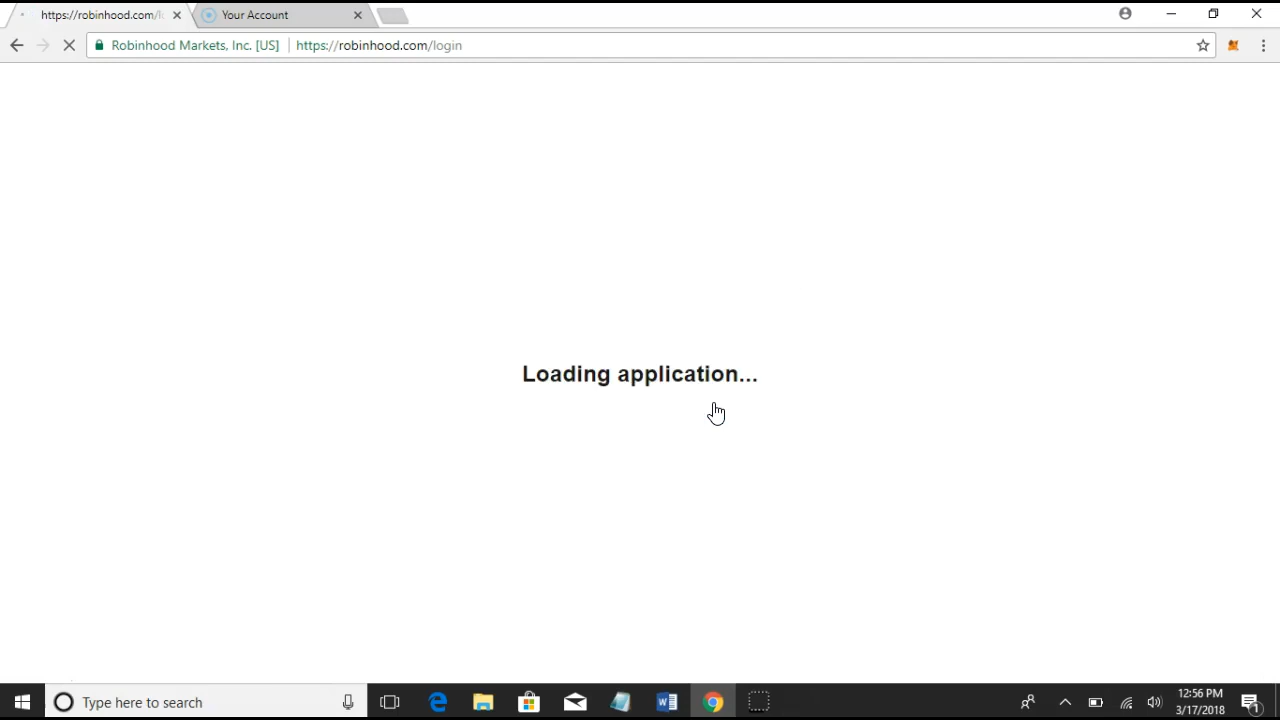 https://robinhood.com/l
Your Account
Robinhood Markets, Inc. [US]
https://robinhood.com/login
Loading application...
Type here to search
12:56 PM
3/17/2018
1